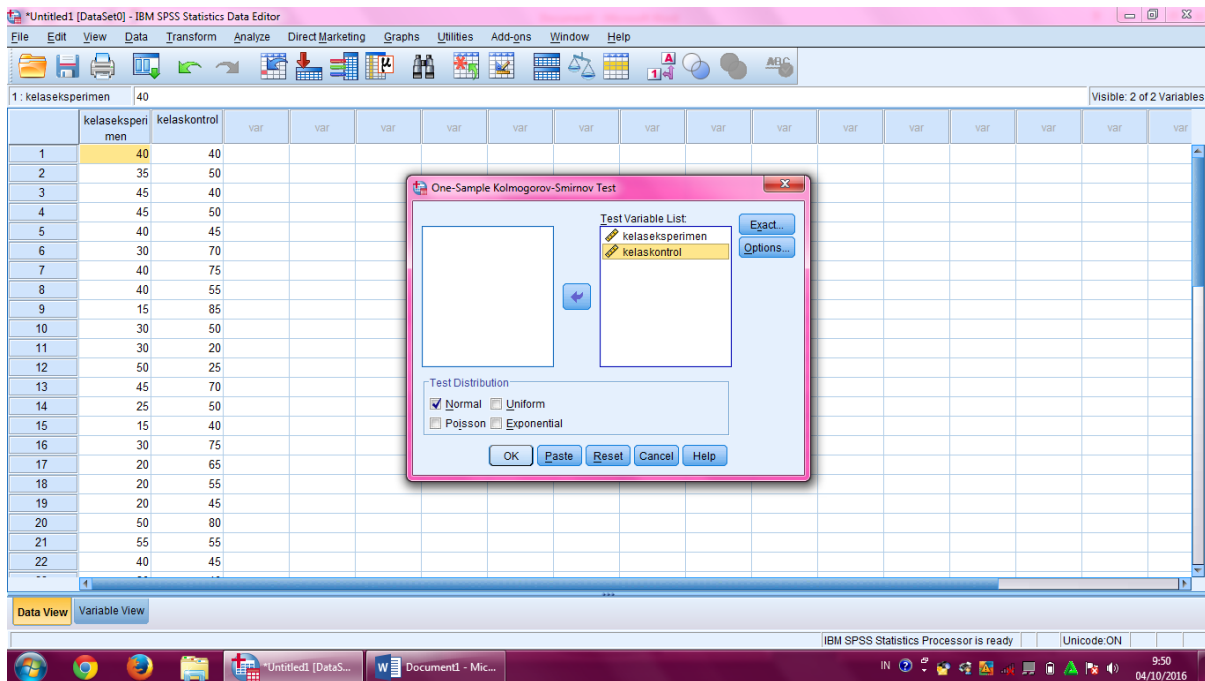 *Untitled1 [DataSet0] - IBM SPSS Statistics Data Editor
File Edit View Data Transform Analyze Direct Marketing Graphs Utilities Add-ons Window Help
1 : kelaseksperimen 40 Visible: 2 of 2 Variables
kelaseksperi men kelaskontrol var var var var var var var var var var var var var var var
1 40 40
2 35 50
3 45 40
4 45 50
5 40 45
6 30 70
7 40 75
8 40 55
9 15 85
10 30 50
11 30 20
12 50 25
13 45 70
14 25 50
15 15 40
16 30 75
17 20 65
18 20 55
19 20 45
20 50 80
21 55 55
22 40 45
One-Sample Kolmogorov-Smirnov Test
Test Variable List:
kelaseksperimen
kelaskontrol
Exact...
Options...
Test Distribution
Normal Uniform
Poisson Exponential
OK Paste Reset Cancel Help
Data View Variable View
IBM SPSS Statistics Processor is ready Unicode:ON
*Untitled1 [DataS... Document1 - Mic... IN 9:50
04/10/2016